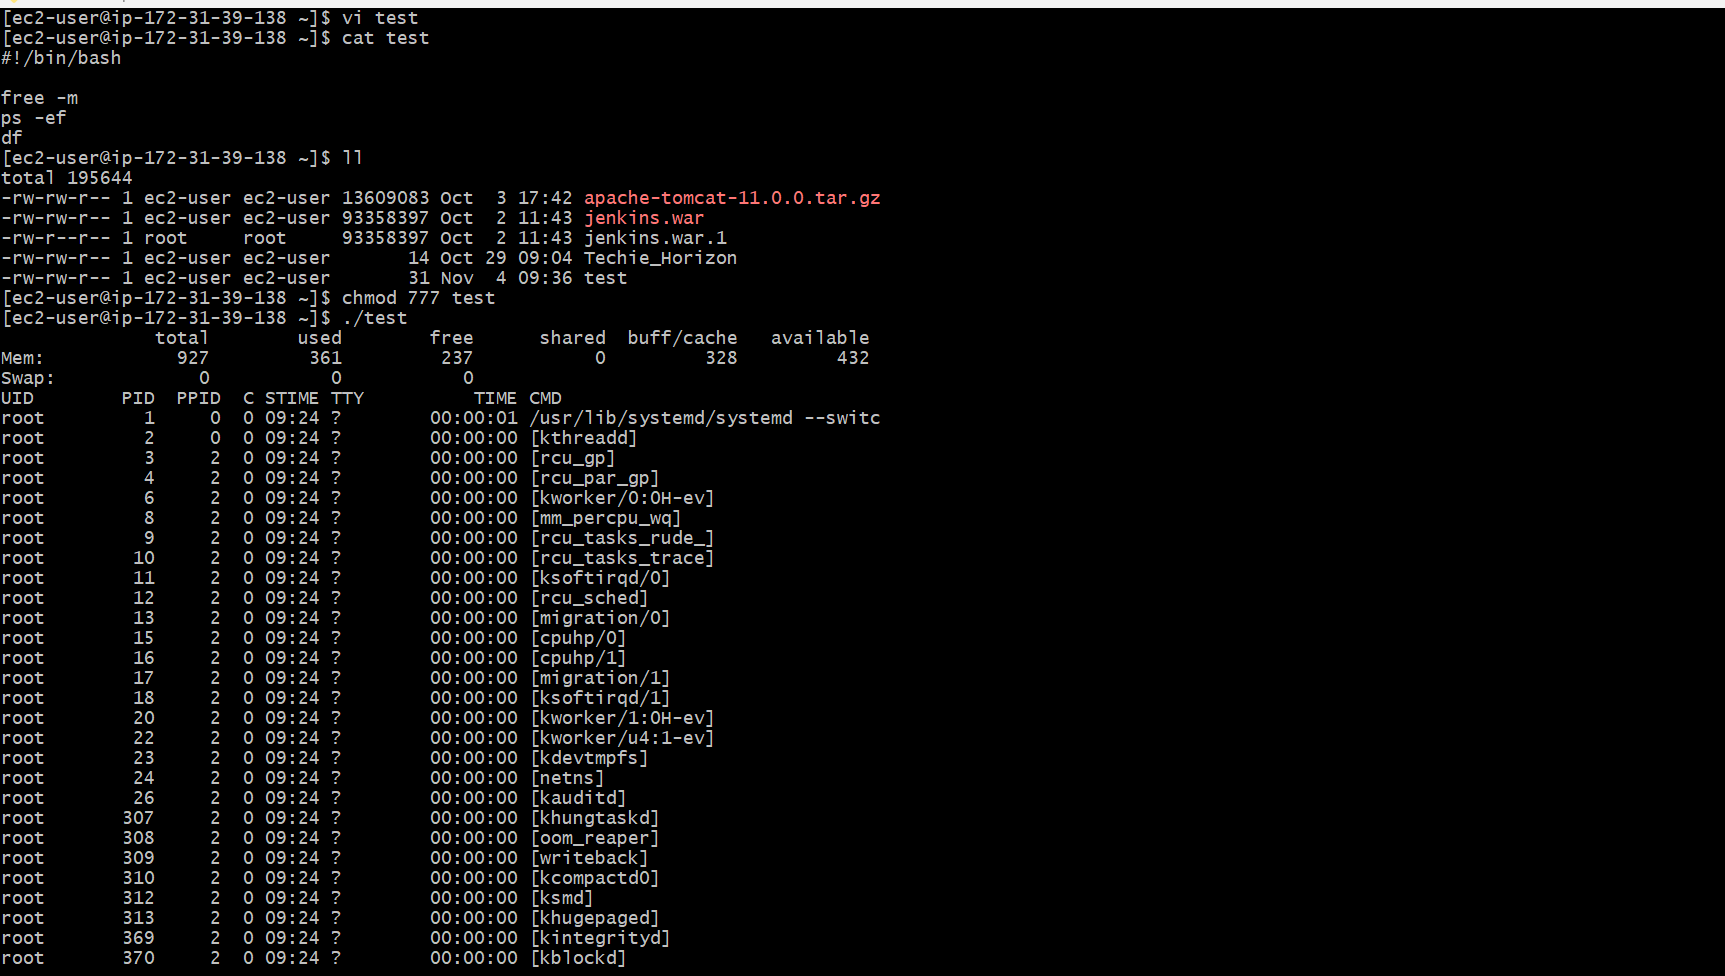 [ec2-user@ip-172-31-39-138 ~]$ vi test
[ec2-user@ip-172-31-39-138 ~]$ cat test
#!/bin/bash

free -m
ps -ef
df
[ec2-user@ip-172-31-39-138 ~]$ ll
total 195644
-rw-rw-r-- 1 ec2-user ec2-user 13609083 Oct  3 17:42 apache-tomcat-11.0.0.tar.gz
-rw-rw-r-- 1 ec2-user ec2-user 93358397 Oct  2 11:43 jenkins.war
-rw-r--r-- 1 root     root     93358397 Oct  2 11:43 jenkins.war.1
-rw-rw-r-- 1 ec2-user ec2-user       14 Oct 29 09:04 Techie_Horizon
-rw-rw-r-- 1 ec2-user ec2-user       31 Nov  4 09:36 test
[ec2-user@ip-172-31-39-138 ~]$ chmod 777 test
[ec2-user@ip-172-31-39-138 ~]$ ./test
              total        used        free      shared  buff/cache   available
Mem:            927         361         237           0         328         432
Swap:             0           0           0
UID        PID  PPID  C STIME TTY          TIME CMD
root         1     0  0 09:24 ?        00:00:01 /usr/lib/systemd/systemd --switc
root         2     0  0 09:24 ?        00:00:00 [kthreadd]
root         3     2  0 09:24 ?        00:00:00 [rcu_gp]
root         4     2  0 09:24 ?        00:00:00 [rcu_par_gp]
root         6     2  0 09:24 ?        00:00:00 [kworker/0:0H-ev]
root         8     2  0 09:24 ?        00:00:00 [mm_percpu_wq]
root         9     2  0 09:24 ?        00:00:00 [rcu_tasks_rude_]
root        10     2  0 09:24 ?        00:00:00 [rcu_tasks_trace]
root        11     2  0 09:24 ?        00:00:00 [ksoftirqd/0]
root        12     2  0 09:24 ?        00:00:00 [rcu_sched]
root        13     2  0 09:24 ?        00:00:00 [migration/0]
root        15     2  0 09:24 ?        00:00:00 [cpuhp/0]
root        16     2  0 09:24 ?        00:00:00 [cpuhp/1]
root        17     2  0 09:24 ?        00:00:00 [migration/1]
root        18     2  0 09:24 ?        00:00:00 [ksoftirqd/1]
root        20     2  0 09:24 ?        00:00:00 [kworker/1:0H-ev]
root        22     2  0 09:24 ?        00:00:00 [kworker/u4:1-ev]
root        23     2  0 09:24 ?        00:00:00 [kdevtmpfs]
root        24     2  0 09:24 ?        00:00:00 [netns]
root        26     2  0 09:24 ?        00:00:00 [kauditd]
root       307     2  0 09:24 ?        00:00:00 [khungtaskd]
root       308     2  0 09:24 ?        00:00:00 [oom_reaper]
root       309     2  0 09:24 ?        00:00:00 [writeback]
root       310     2  0 09:24 ?        00:00:00 [kcompactd0]
root       312     2  0 09:24 ?        00:00:00 [ksmd]
root       313     2  0 09:24 ?        00:00:00 [khugepaged]
root       369     2  0 09:24 ?        00:00:00 [kintegrityd]
root       370     2  0 09:24 ?        00:00:00 [kblockd]